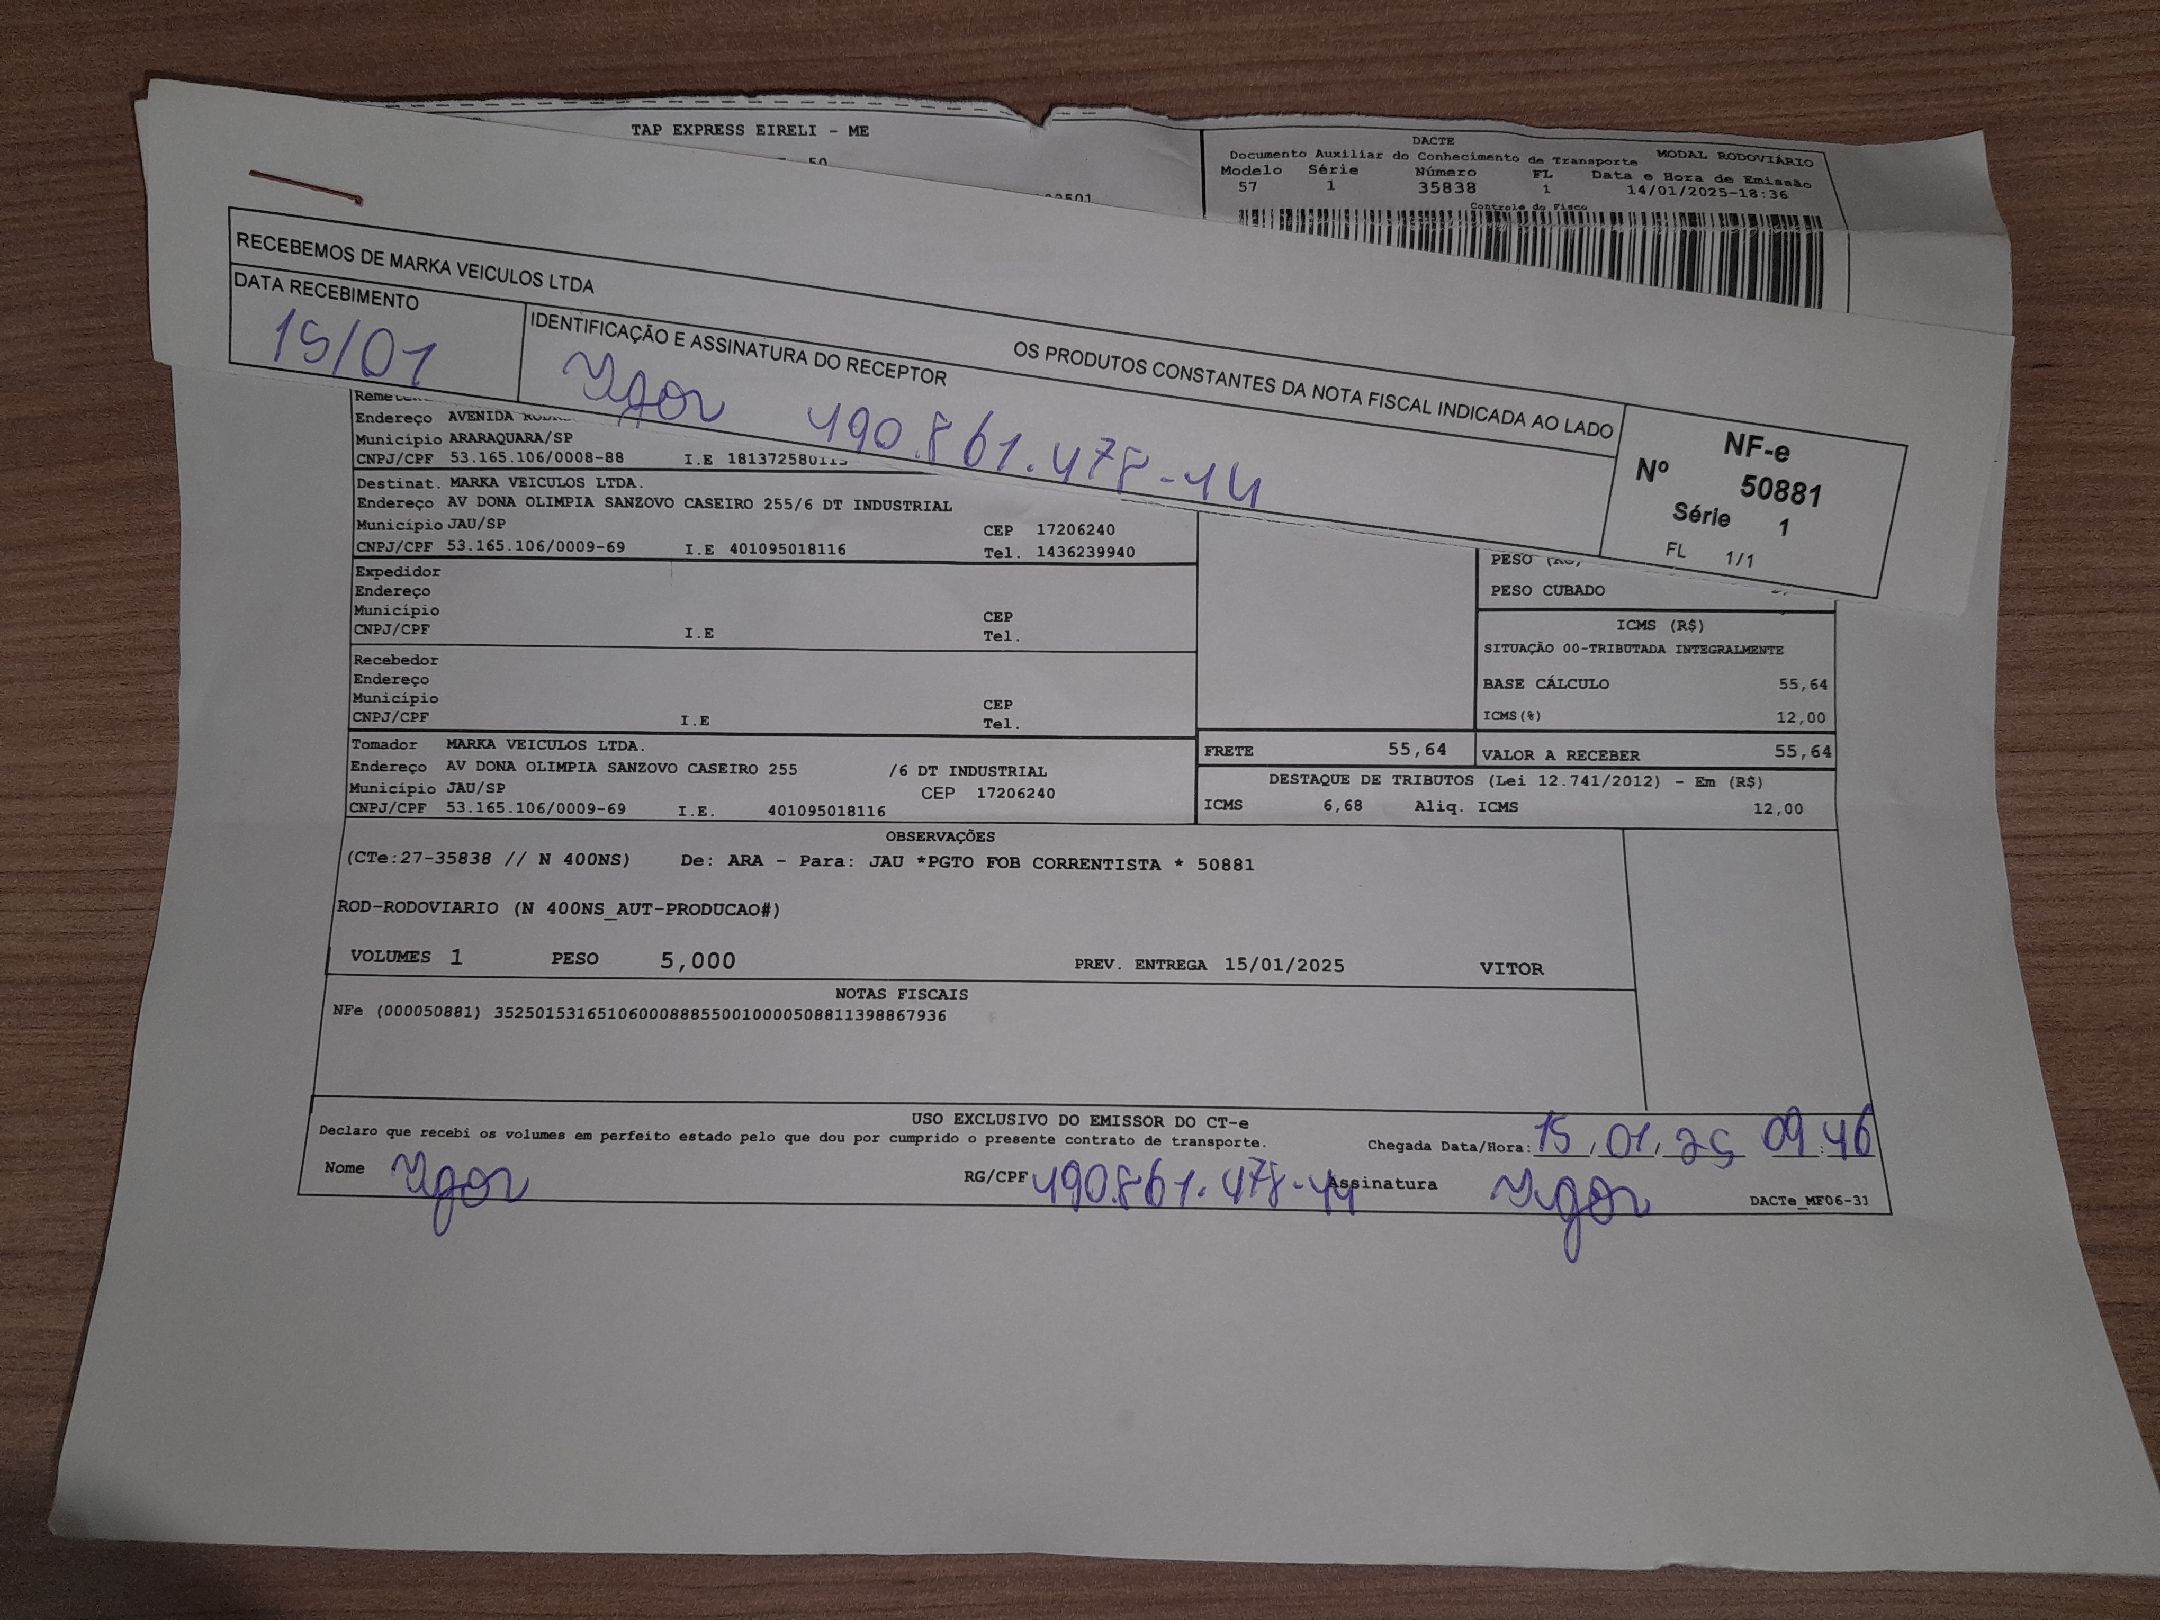 TAP EXPRESS EIRELI - ME
DACTE
Documento Auxiliar do Conhecimento de Transporte MODAL RODOVIÁRIO
Modelo Série Número FL Data e Hora de Emissão
57 1 35838 1 14/01/2025-18:36
Controle do Fisco
RECEBEMOS DE MARKA VEICULOS LTDA
OS PRODUTOS CONSTANTES DA NOTA FISCAL INDICADA AO LADO
DATA RECEBIMENTO
15/01
IDENTIFICAÇÃO E ASSINATURA DO RECEPTOR
Igor 490.861.478-44
NF-e
Nº 50881
Série 1
FL 1/1
Endereço AVENIDA
Município ARARAQUARA/SP
CNPJ/CPF 53.165.106/0008-88 I.E
Destinat. MARKA VEICULOS LTDA.
Endereço AV DONA OLIMPIA SANZOVO CASEIRO 255/6 DT INDUSTRIAL
Município JAU/SP CEP 17206240
CNPJ/CPF 53.165.106/0009-69 I.E 401095018116 Tel. 1436239940
Expedidor
Endereço
Município CEP
CNPJ/CPF I.E Tel.
Recebedor
Endereço
Município CEP
CNPJ/CPF I.E Tel.
PESO
PESO CUBADO
ICMS (R$)
SITUAÇÃO 00-TRIBUTADA INTEGRALMENTE
BASE CÁLCULO 55,64
ICMS(%) 12,00
Tomador MARKA VEICULOS LTDA.
Endereço AV DONA OLIMPIA SANZOVO CASEIRO 255 /6 DT INDUSTRIAL
Município JAU/SP CEP 17206240
CNPJ/CPF 53.165.106/0009-69 I.E. 401095018116
FRETE 55,64 VALOR A RECEBER 55,64
DESTAQUE DE TRIBUTOS (Lei 12.741/2012) - Em (R$)
ICMS 6,68 Aliq. ICMS 12,00
OBSERVAÇÕES
(CTe:27-35838 // N 400NS) De: ARA - Para: JAU *PGTO FOB CORRENTISTA * 50881
ROD-RODOVIARIO (N 400NS_AUT-PRODUCAO#)
VOLUMES 1 PESO 5,000 PREV. ENTREGA 15/01/2025 VITOR
NOTAS FISCAIS
NFe (000050881) 35250153165106000888550010000508811398867936
USO EXCLUSIVO DO EMISSOR DO CT-e
Declaro que recebi os volumes em perfeito estado pelo que dou por cumprido o presente contrato de transporte. Chegada Data/Hora: 15,01,25 09:46
Nome Igor RG/CPF 490.861.478-44 Assinatura Igor
DACTe_MF06-31